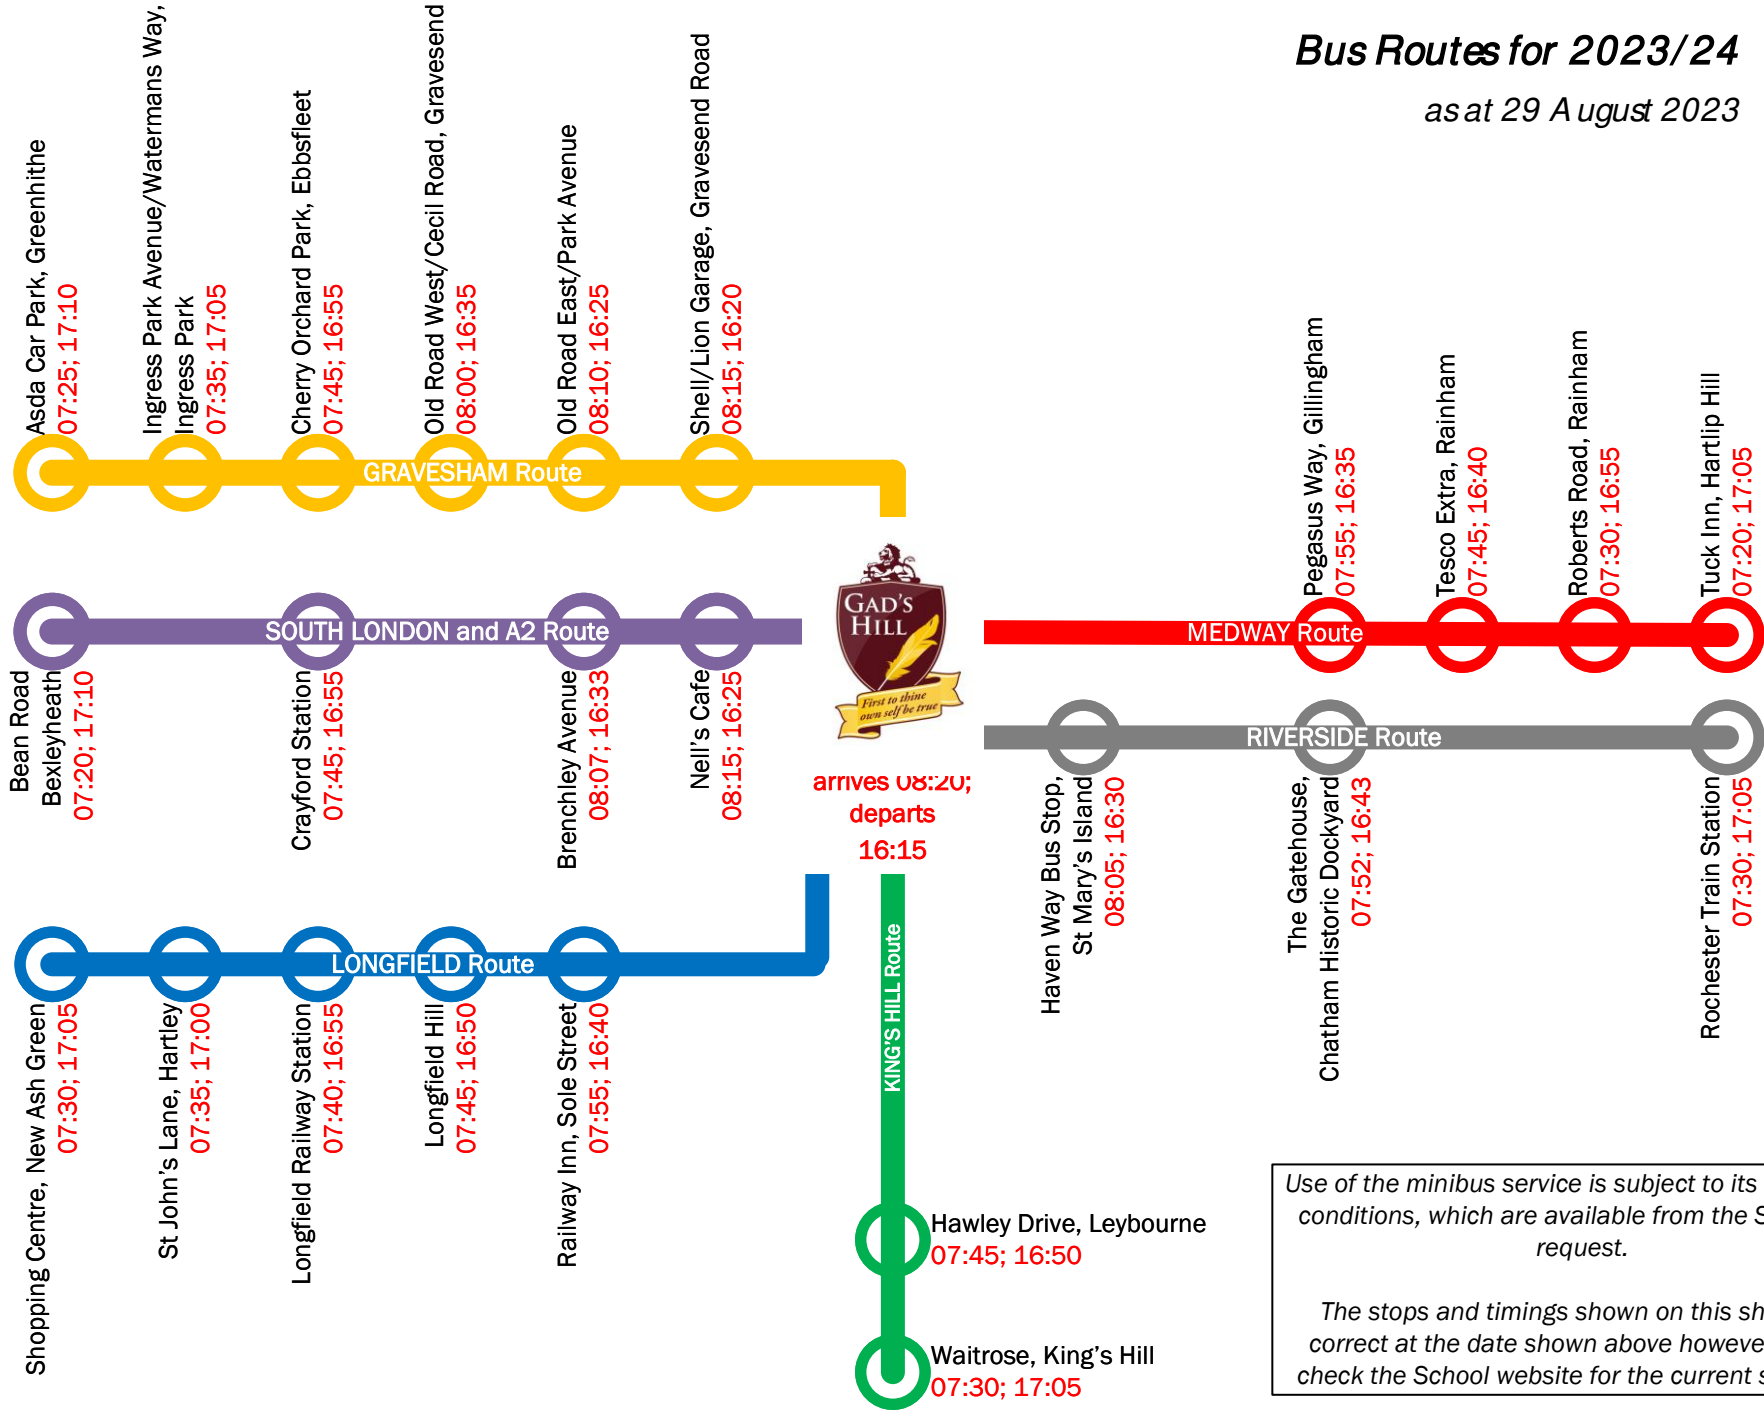 Bus Routes for 2023/24
as at 29 August 2023
Asda Car Park, Greenhithe
07:25; 17:10
Ingress Park Avenue/Watermans Way,
Ingress Park
07:35; 17:05
Cherry Orchard Park, Ebbsfleet
07:45; 16:55
Old Road West/Cecil Road, Gravesend
08:00; 16:35
Old Road East/Park Avenue
08:10; 16:25
Shell/Lion Garage, Gravesend Road
08:15; 16:20
GRAVESHAM Route
Pegasus Way, Gillingham
07:55; 16:35
Tesco Extra, Rainham
07:45; 16:40
Roberts Road, Rainham
07:30; 16:55
Tuck Inn, Hartlip Hill
07:20; 17:05
MEDWAY Route
SOUTH LONDON and A2 Route
Bean Road
Bexleyheath
07:20; 17:10
Crayford Station
07:45; 16:55
Brenchley Avenue
08:07; 16:33
Nell's Cafe
08:15; 16:25
GAD'S
HILL
First to thine
own self be true
arrives 08:20;
departs
16:15
RIVERSIDE Route
Haven Way Bus Stop,
St Mary's Island
08:05; 16:30
The Gatehouse,
Chatham Historic Dockyard
07:52; 16:43
Rochester Train Station
07:30; 17:05
LONGFIELD Route
Shopping Centre, New Ash Green
07:30; 17:05
St John's Lane, Hartley
07:35; 17:00
Longfield Railway Station
07:40; 16:55
Longfield Hill
07:45; 16:50
Railway Inn, Sole Street
07:55; 16:40
KING'S HILL Route
Hawley Drive, Leybourne
07:45; 16:50
Waitrose, King's Hill
07:30; 17:05
Use of the minibus service is subject to its
conditions, which are available from the
request.
The stops and timings shown on this
correct at the date shown above
check the School website for the current